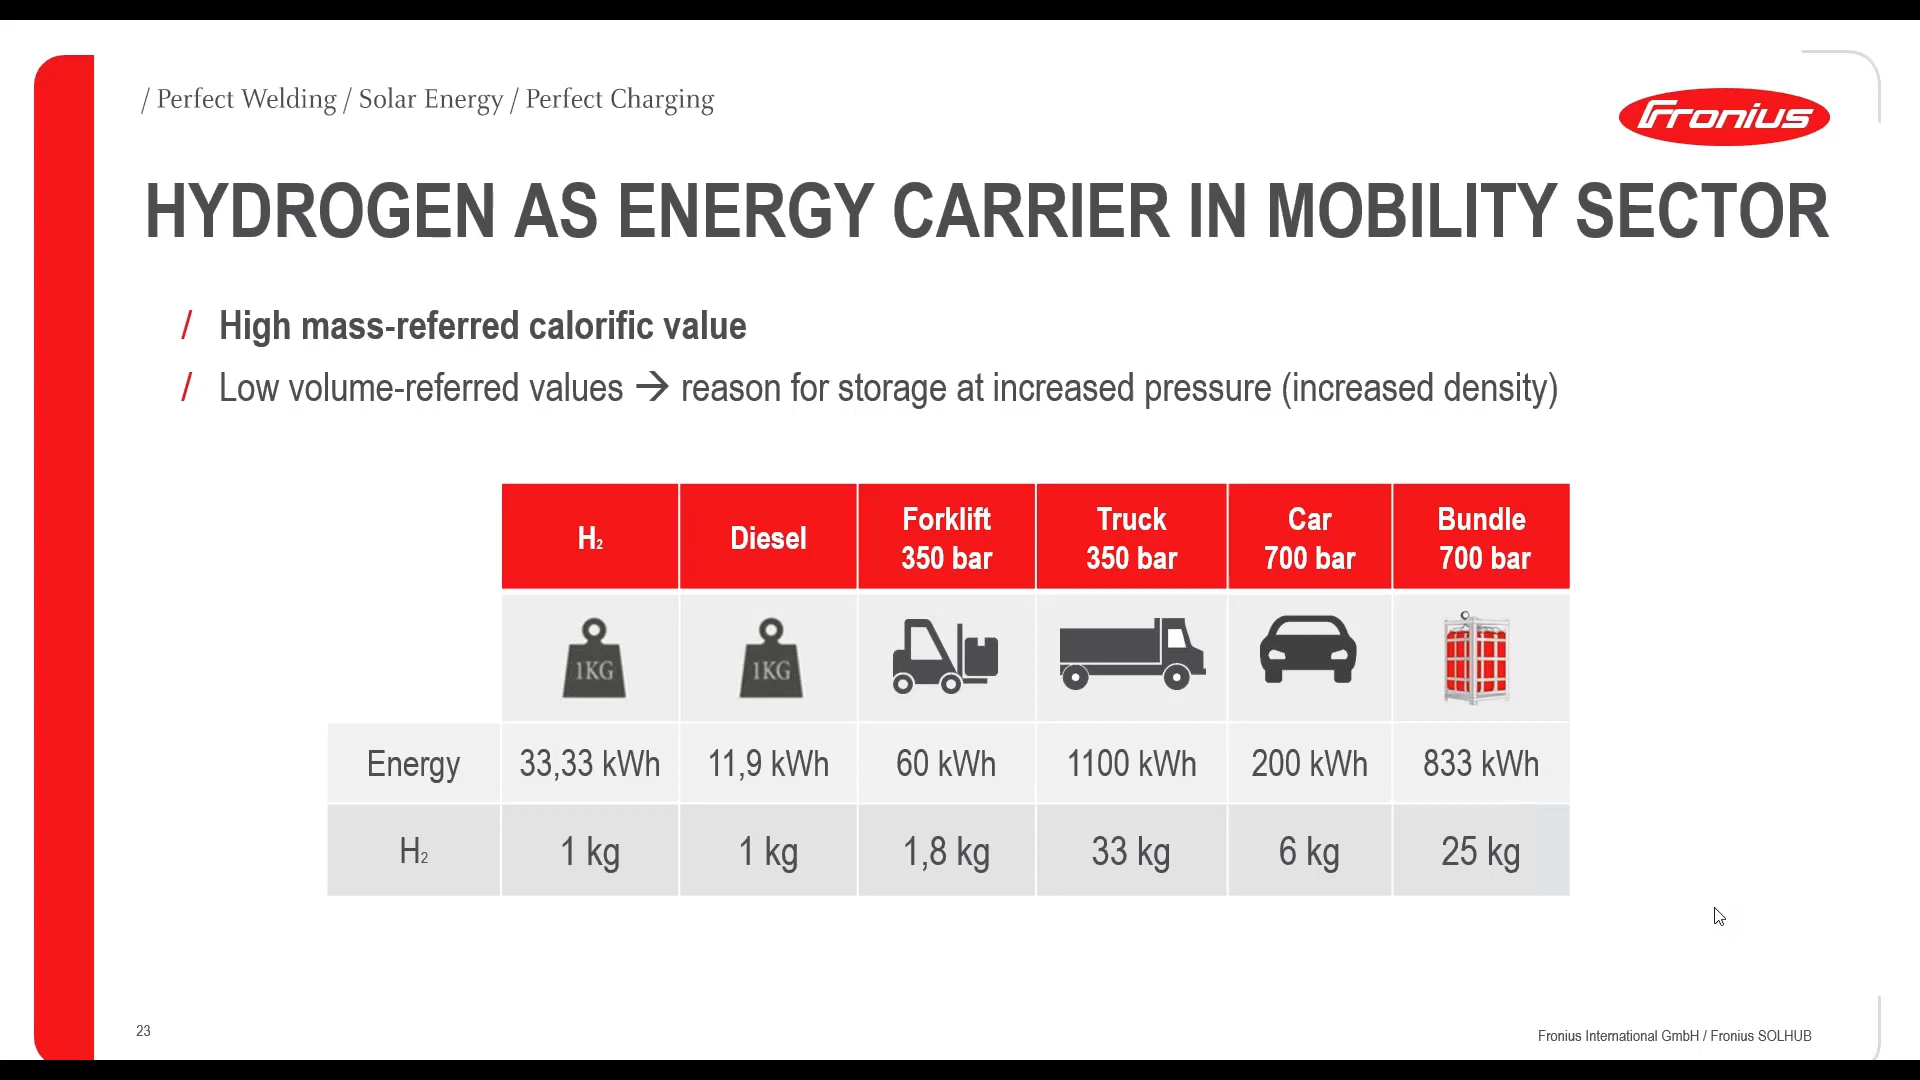 / Perfect Welding / Solar Energy / Perfect Charging
Fronius
HYDROGEN AS ENERGY CARRIER IN MOBILITY SECTOR
/ High mass-referred calorific value
/ Low volume-referred values → reason for storage at increased pressure (increased density)
H₂ Diesel Forklift 350 bar Truck 350 bar Car 700 bar Bundle 700 bar
1KG 1KG
Energy 33,33 kWh 11,9 kWh 60 kWh 1100 kWh 200 kWh 833 kWh
H₂ 1 kg 1 kg 1,8 kg 33 kg 6 kg 25 kg
23
Fronius International GmbH / Fronius SOLHUB